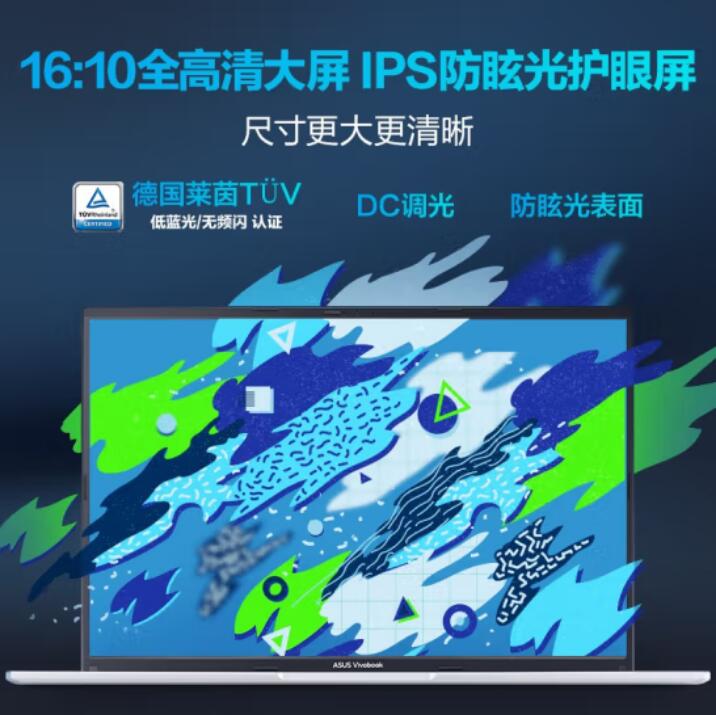 16:10全高清大屏 IPS防眩光护眼屏
尺寸更大更清晰
TÜVRheinland
CERTIFIED
德国莱茵TÜV
低蓝光/无频闪 认证
DC调光
防眩光表面
ASUS Vivobook